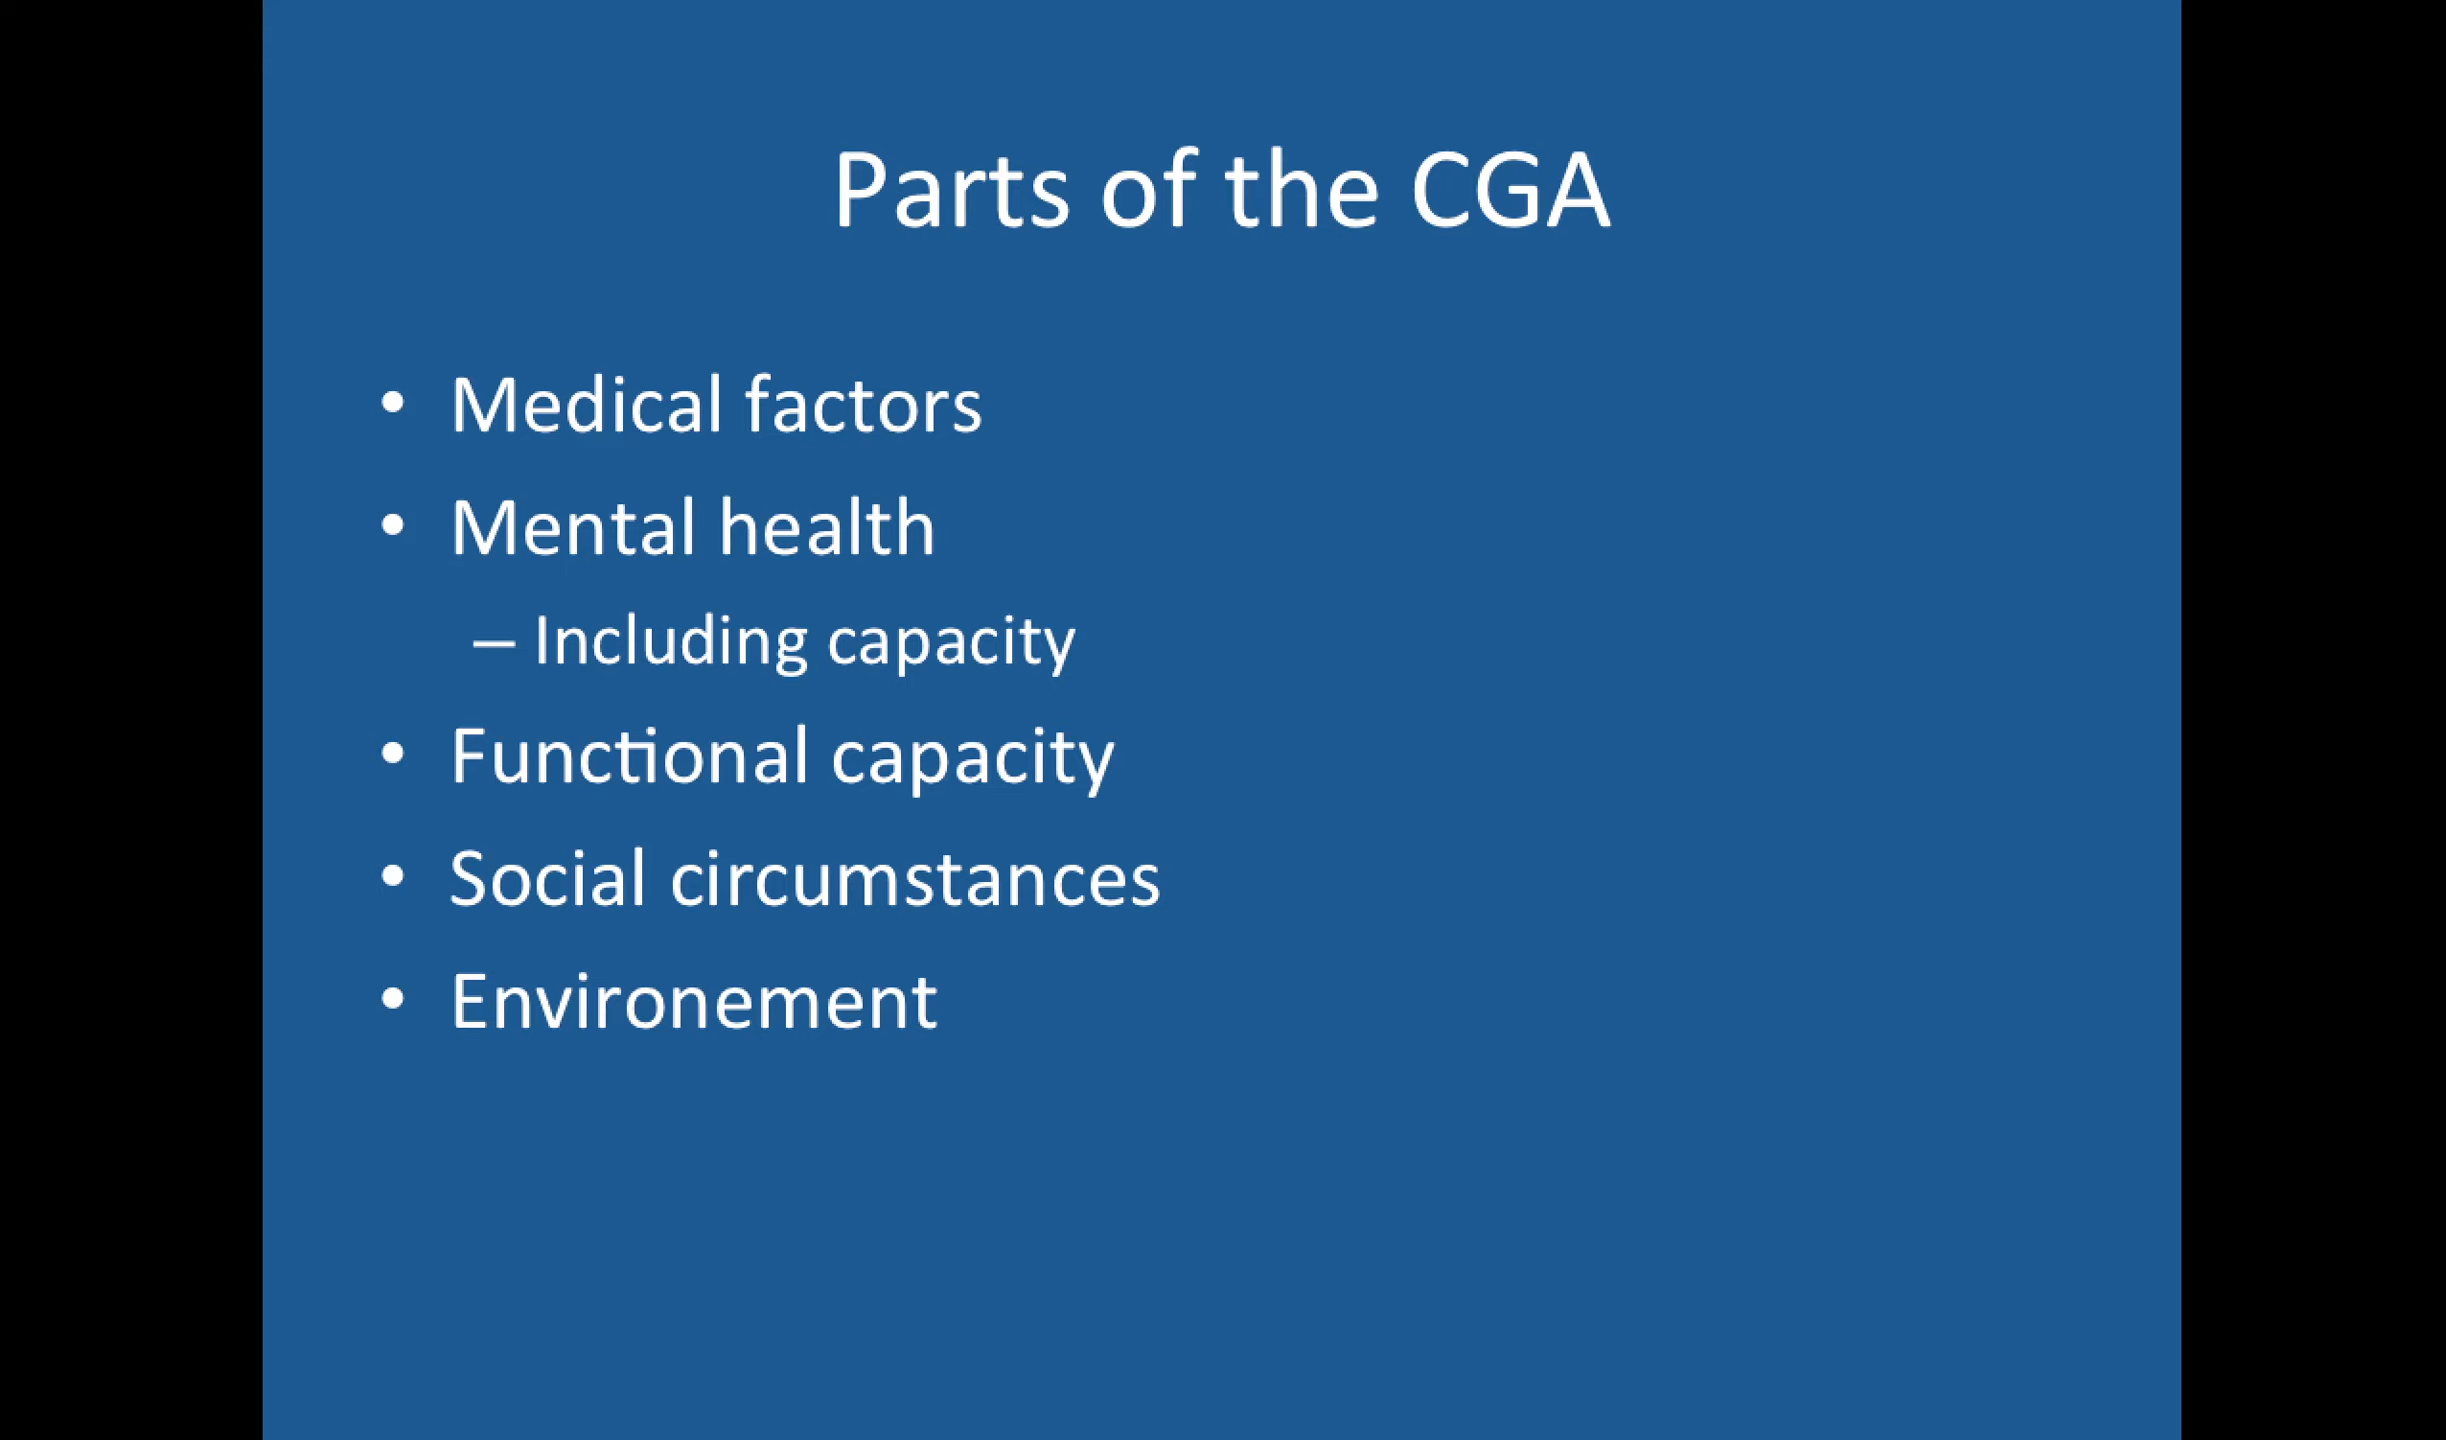 Parts of the CGA
• Medical factors
• Mental health
– Including capacity
• Functional capacity
• Social circumstances
• Environement